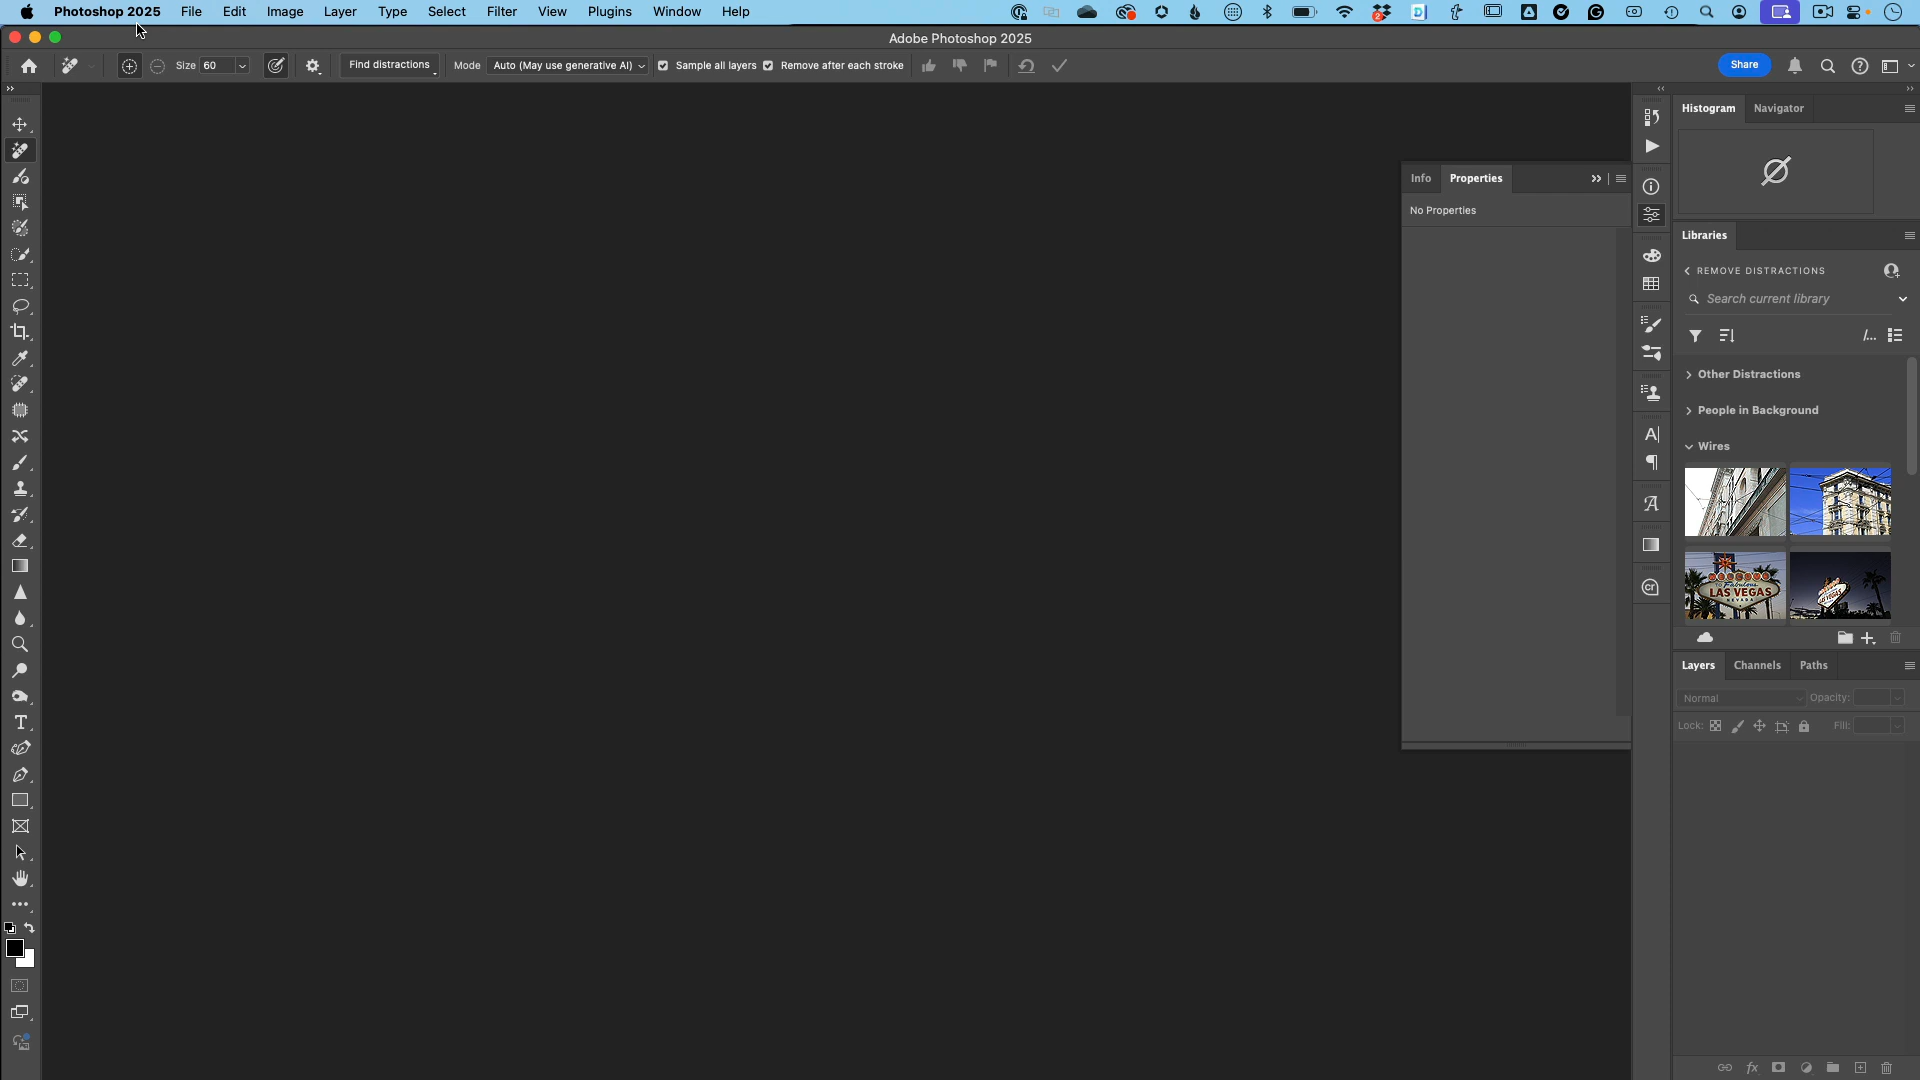 Photoshop 2025 File Edit Image Layer Type Select Filter View Plugins Window Help
Adobe Photoshop 2025
Size 60 Find distractions Mode Auto (May use generative AI) Sample all layers Remove after each stroke Share
Histogram Navigator
Info Properties
No Properties
Libraries
REMOVE DISTRACTIONS
Search current library
Other Distractions
People in Background
Wires
Fabulous
LAS VEGAS
NEVADA
Layers Channels Paths
Normal Opacity:
Lock: Fill: